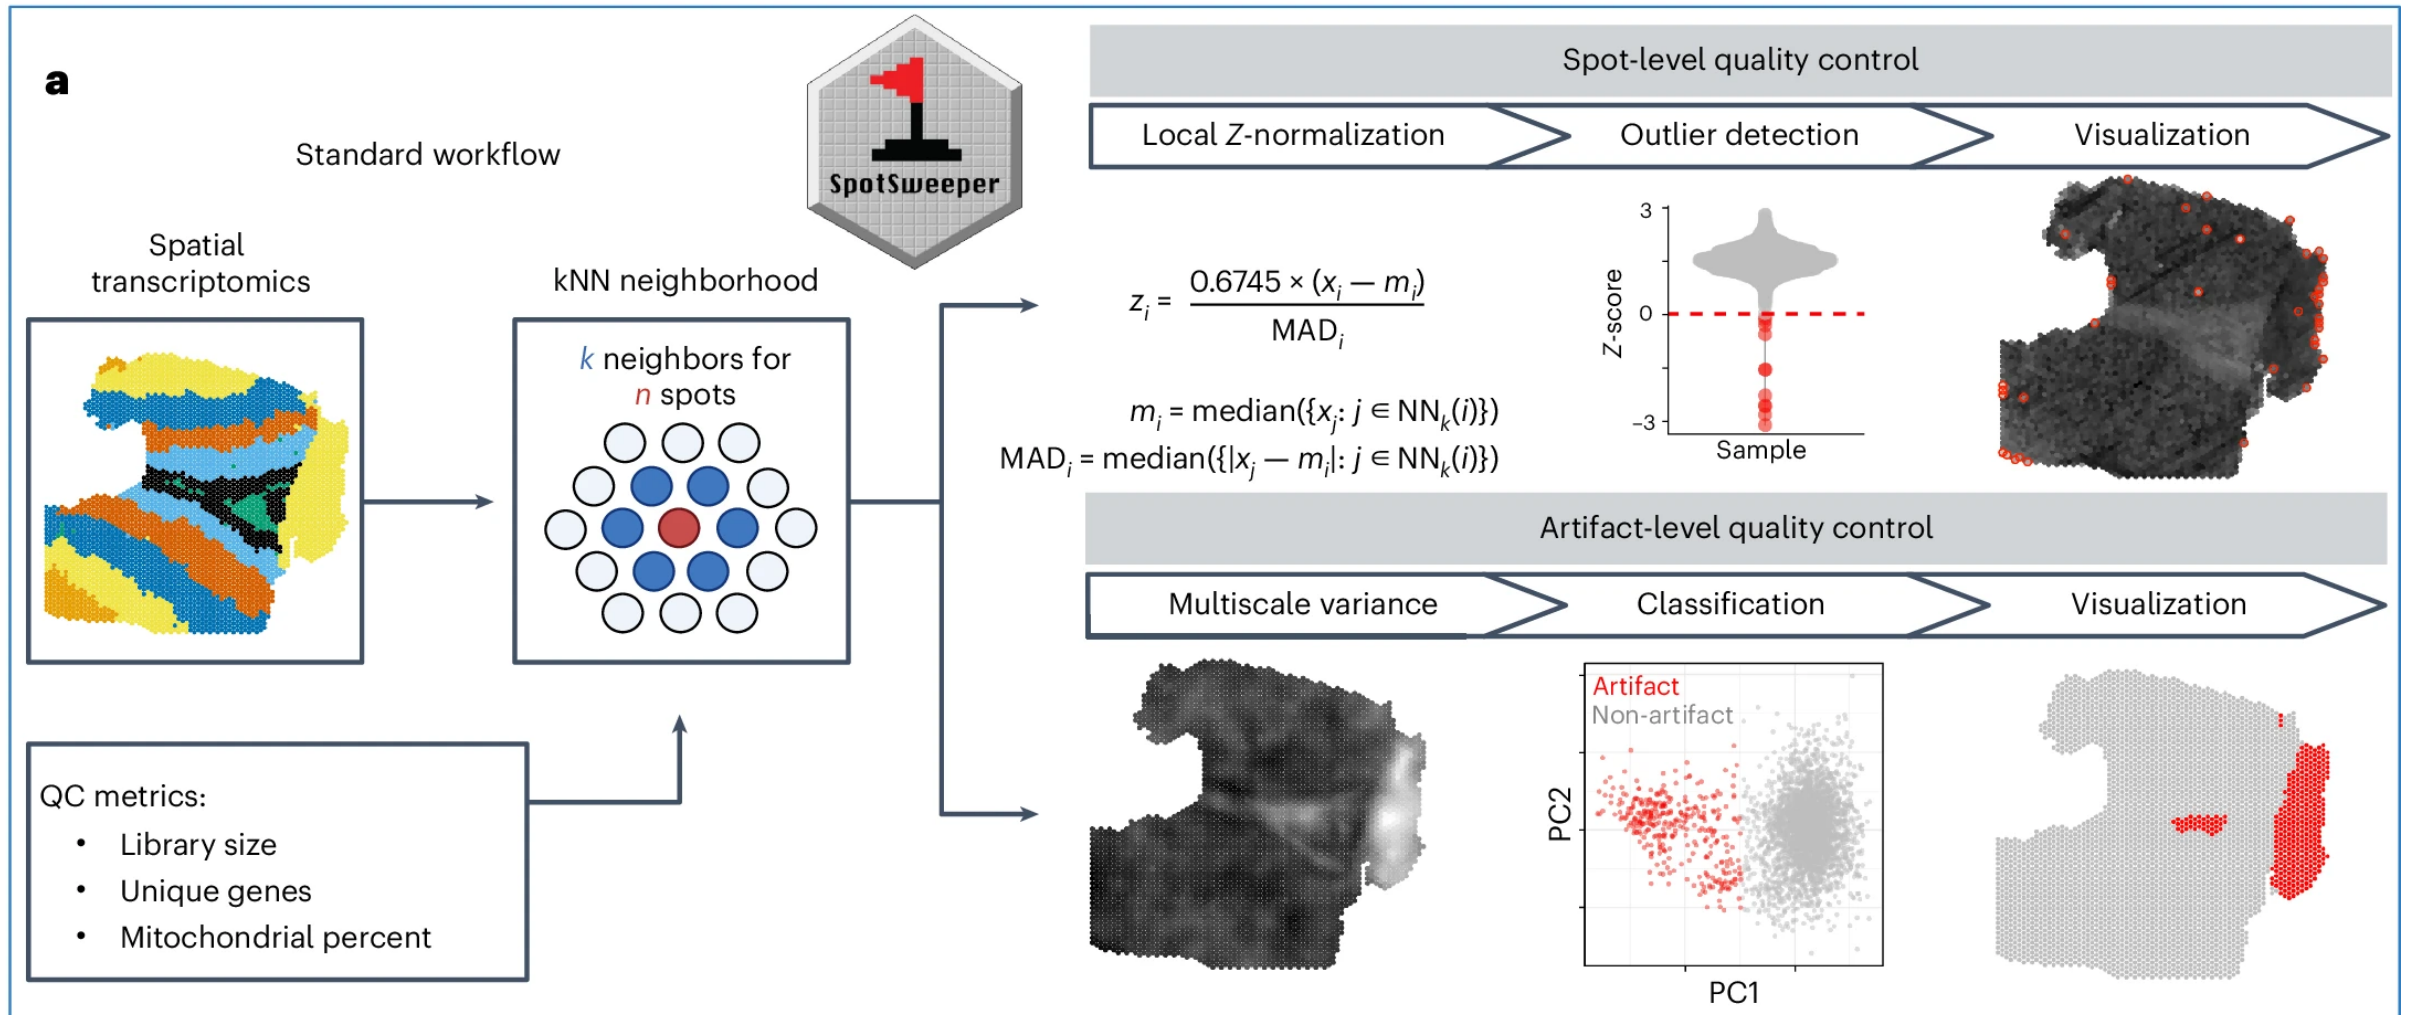 a
Standard workflow
SpotSweeper
Spatial
transcriptomics
kNN neighborhood
k neighbors for
n spots
QC metrics:
• Library size
• Unique genes
• Mitochondrial percent
Spot-level quality control
Local Z-normalization
Outlier detection
Visualization
z_i = 0.6745 × (x_i — m_i)
MAD_i
m_i = median({x_j: j ∈ NN_k(i)})
MAD_i = median({|x_j — m_i|: j ∈ NN_k(i)})
Z-score
3
0
–3
Sample
Artifact-level quality control
Multiscale variance
Classification
Visualization
Artifact
Non-artifact
PC2
PC1